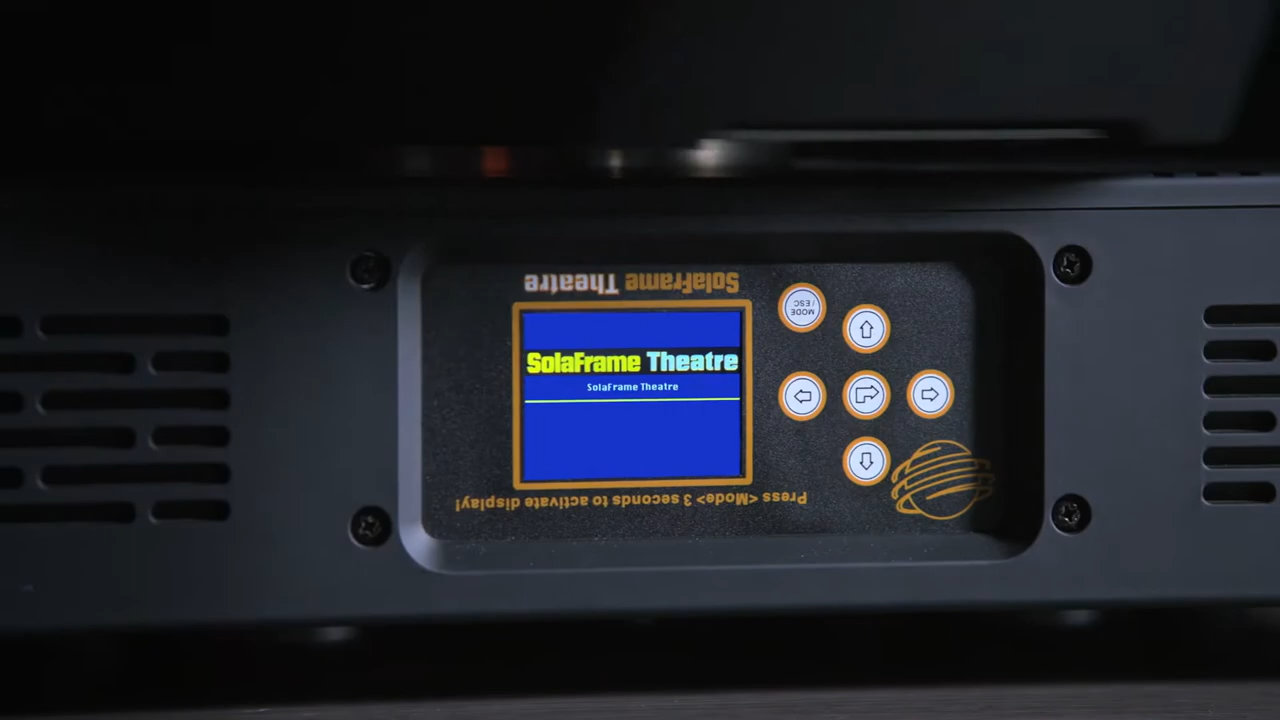 SolaFrame Theatre
SolaFrame Theatre
SolaFrame Theatre
MODE
/ ESC
Press <Mode> 3 seconds to activate display!